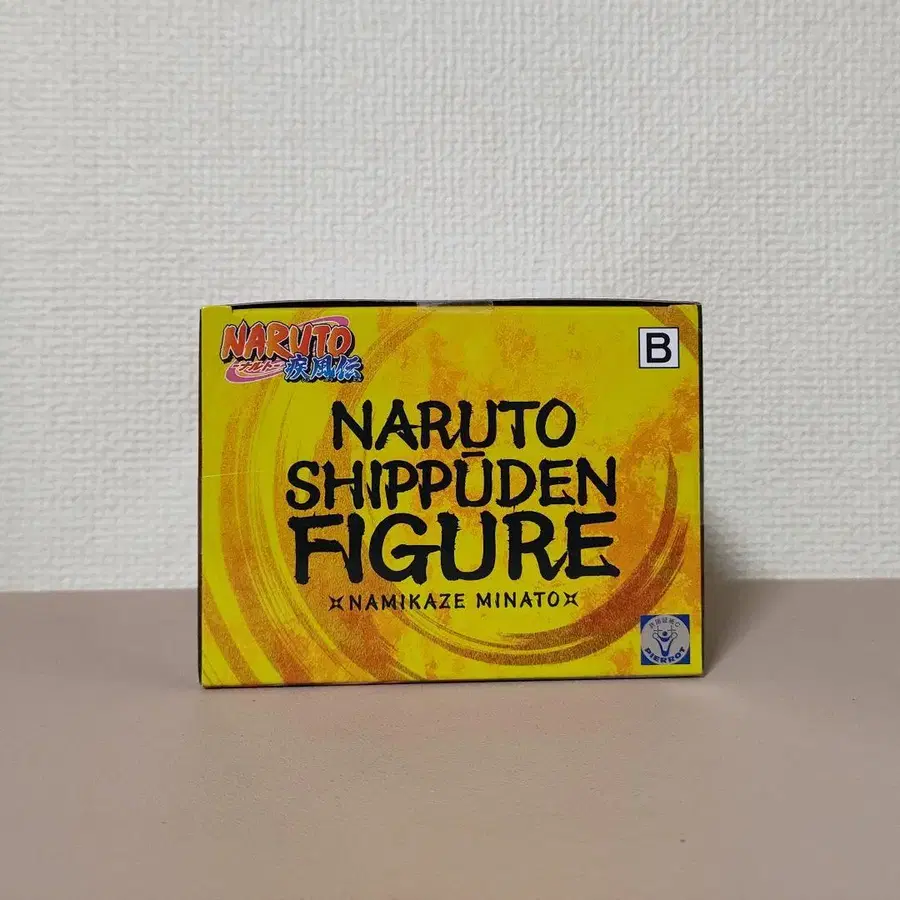 NARUTO
ナルト
疾風伝
B
NARUTO
SHIPPŪDEN
FIGURE
NAMIKAZE MINATO
PIERROT